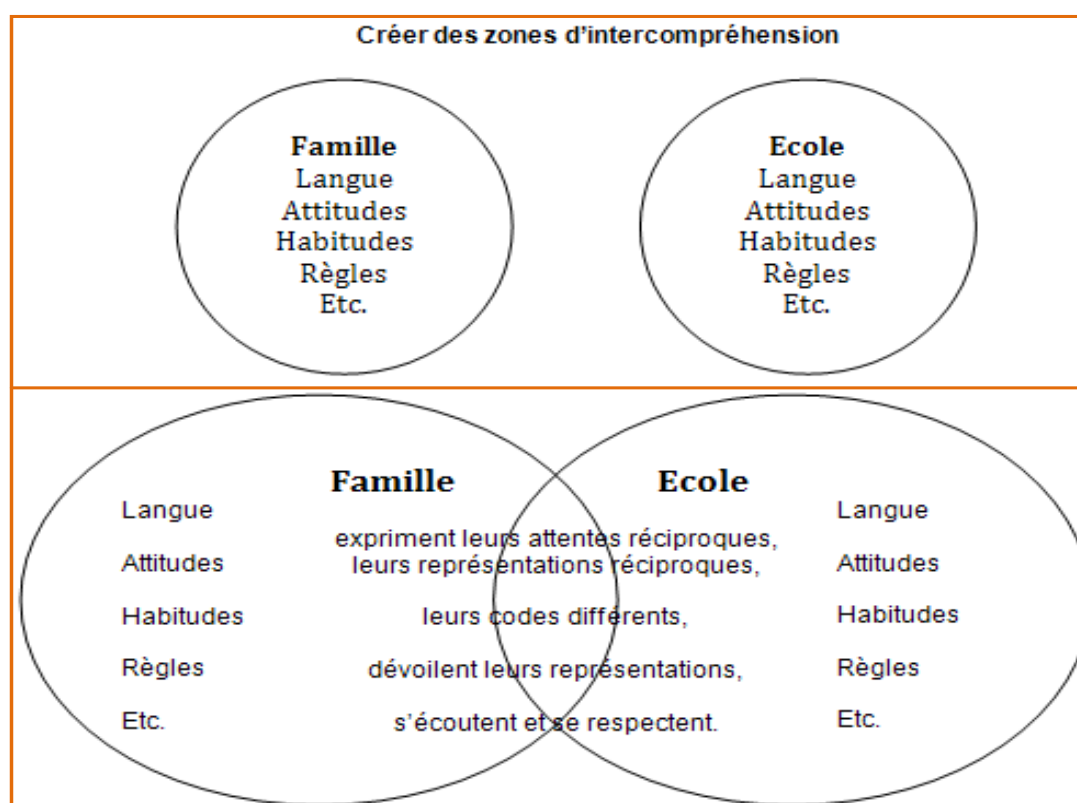 Créer des zones d'intercompréhension
Famille
Langue
Attitudes
Habitudes
Règles
Etc.
Ecole
Langue
Attitudes
Habitudes
Règles
Etc.
Famille
Ecole
Langue
Attitudes
Habitudes
Règles
Etc.
expriment leurs attentes réciproques,
leurs représentations réciproques,
leurs codes différents,
dévoilent leurs représentations,
s'écoutent et se respectent.
Langue
Attitudes
Habitudes
Règles
Etc.